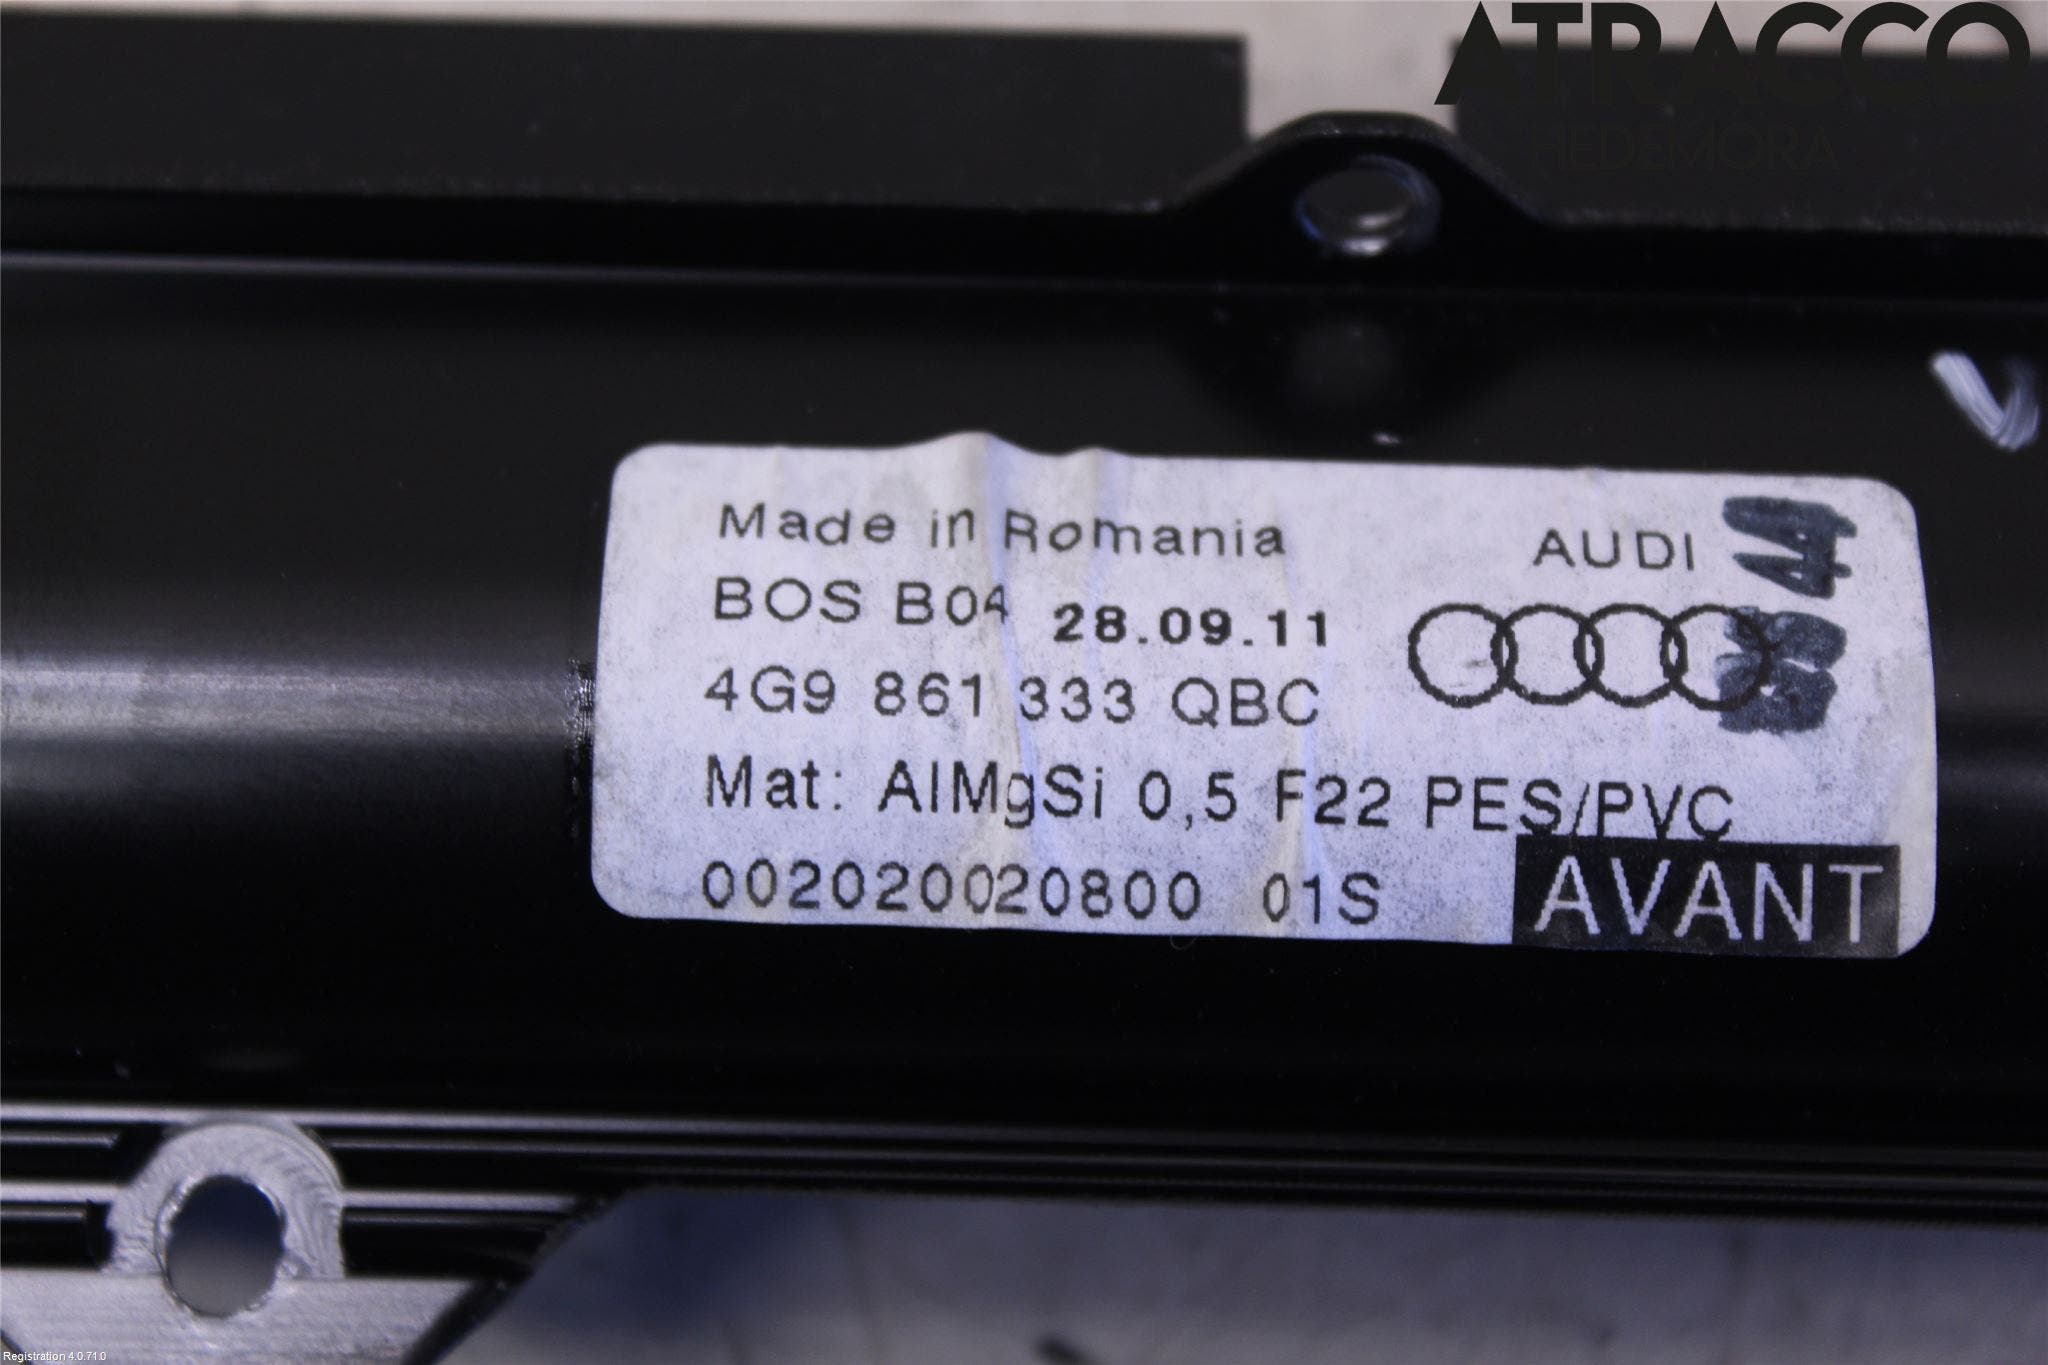 ATRACCO
HEDEMORA
Made in Romania
AUDI
BOS B04 28.09.11
4G9 861 333 QBC
Mat: AlMgSi 0,5 F22 PES/PVC
002020020800 01S
AVANT
Registration 4.0.71.0